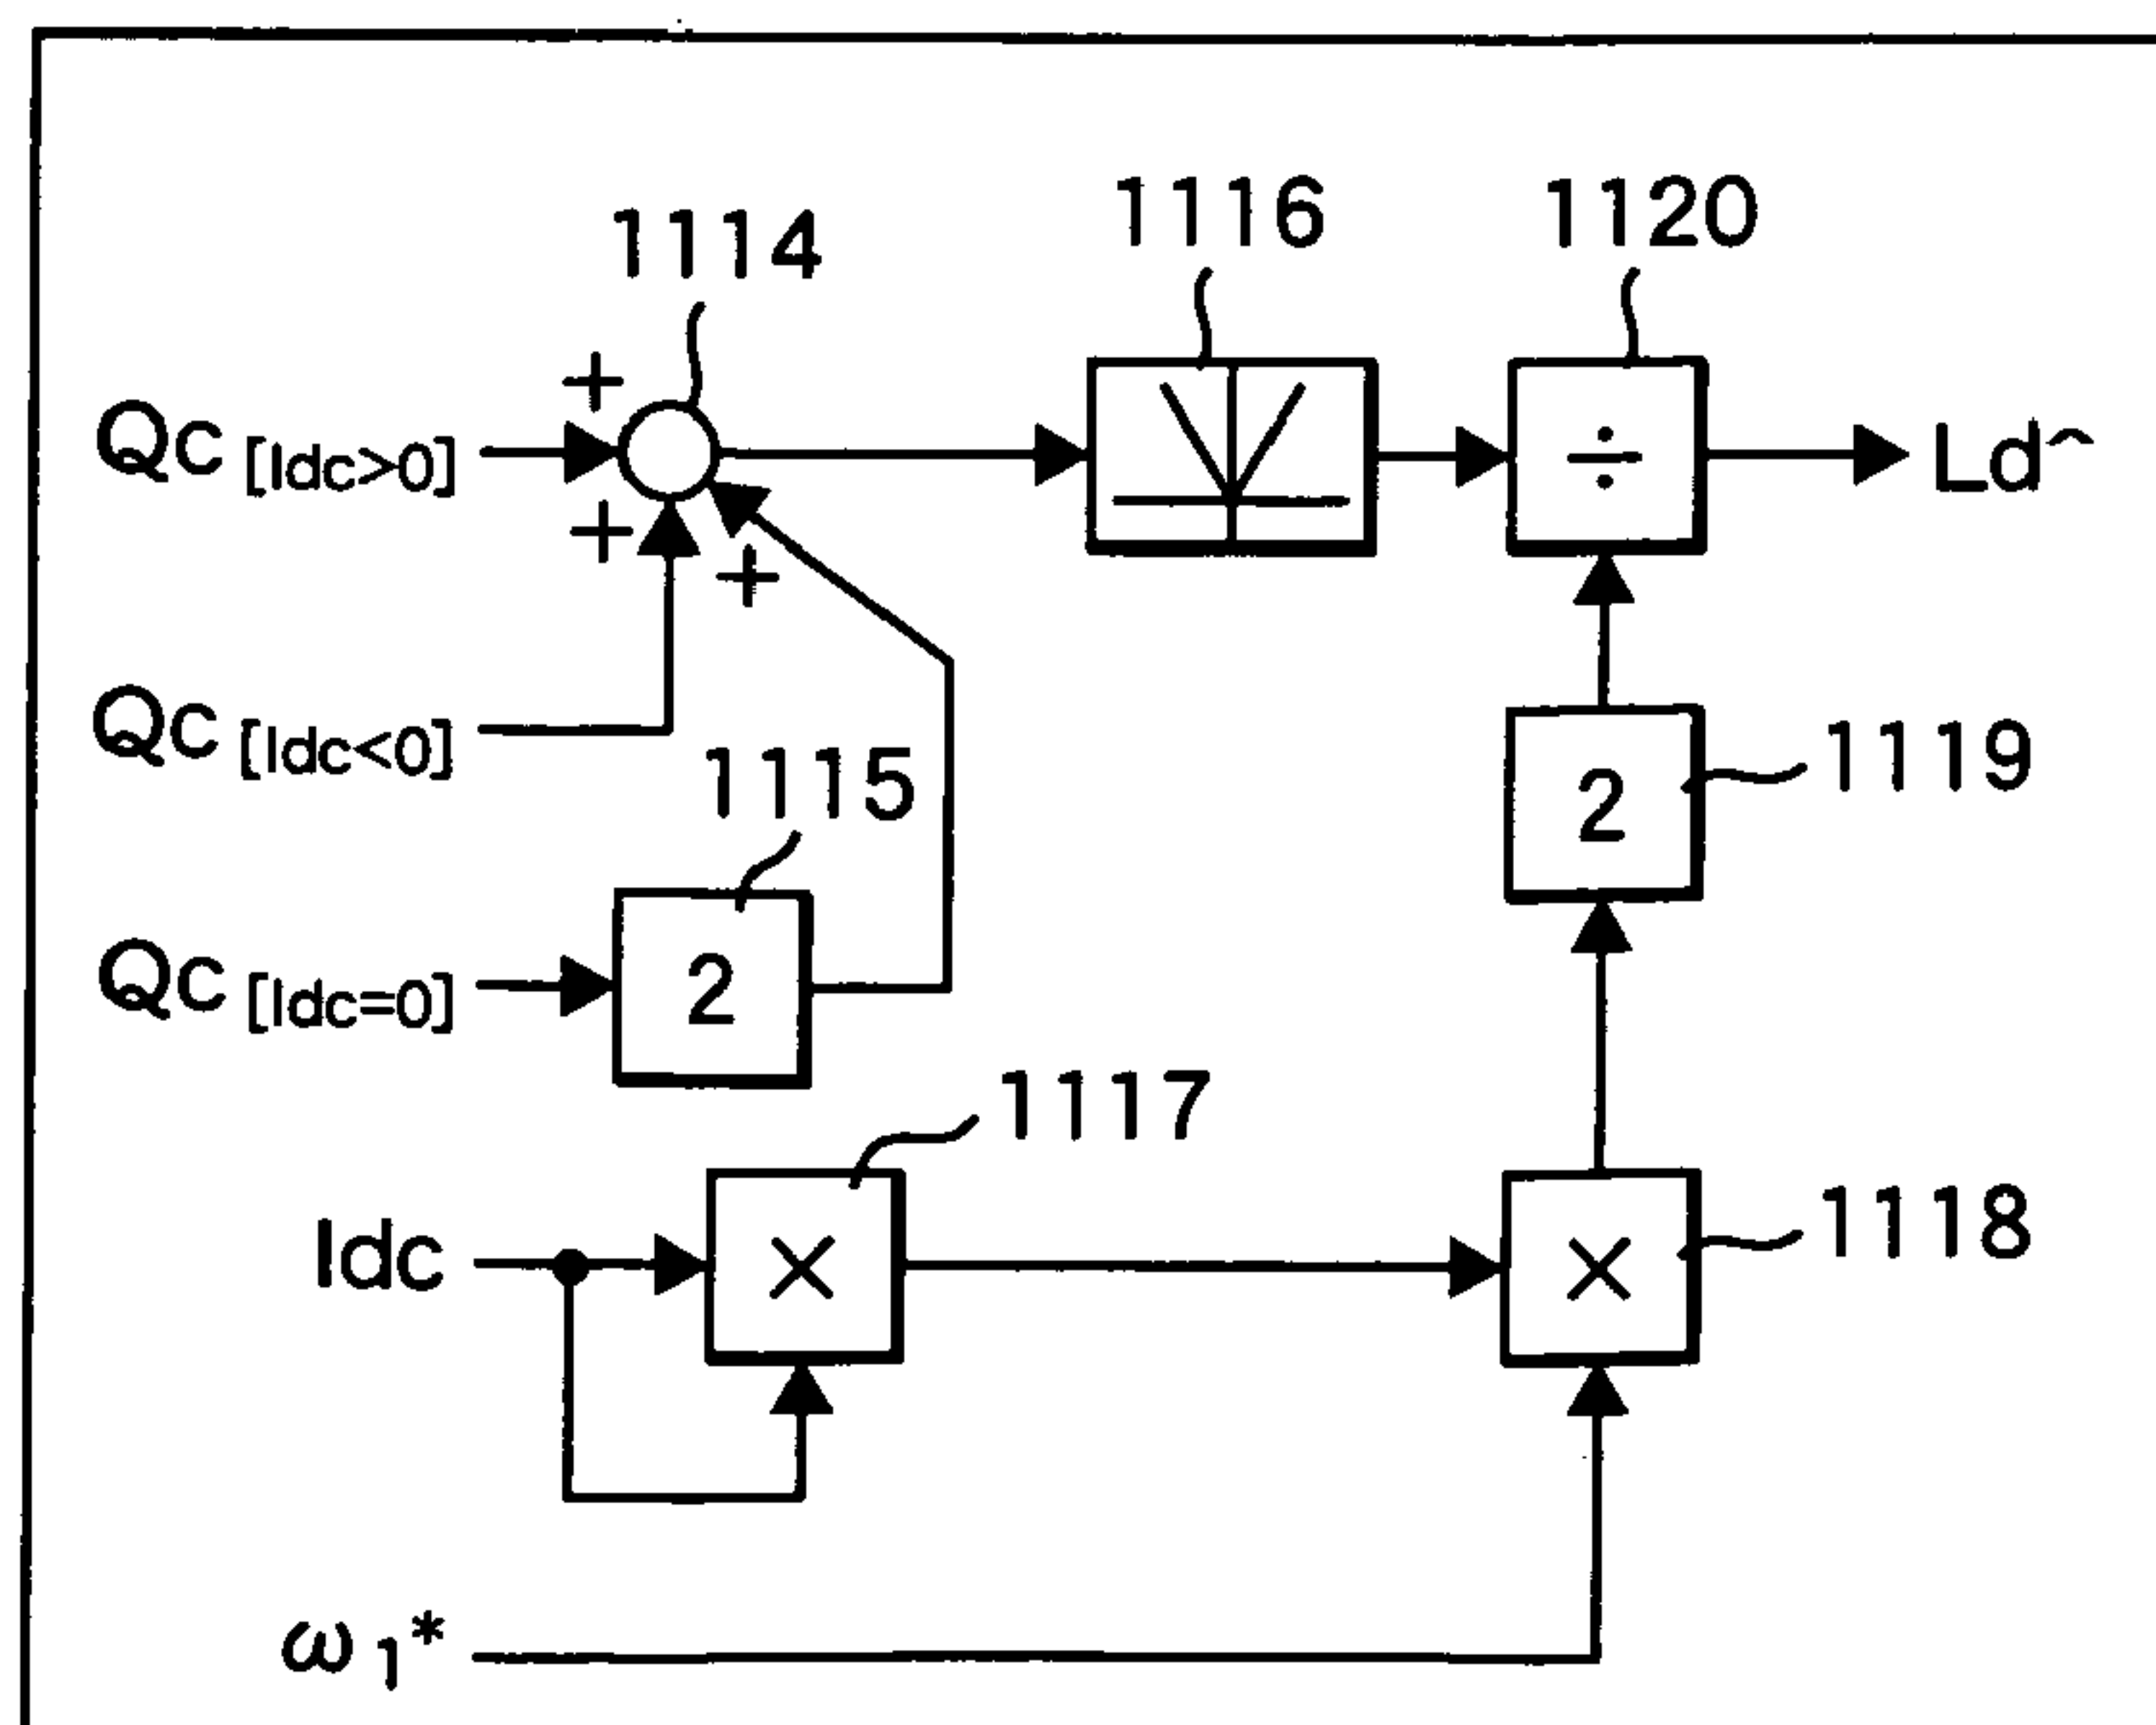 1114
1116
1120
+
Qc [Idc>0]
÷
Ld^
+
+
Qc [Idc<0]
1115
2
1119
Qc [Idc=0]
2
1117
1118
Idc
×
×
ω1*